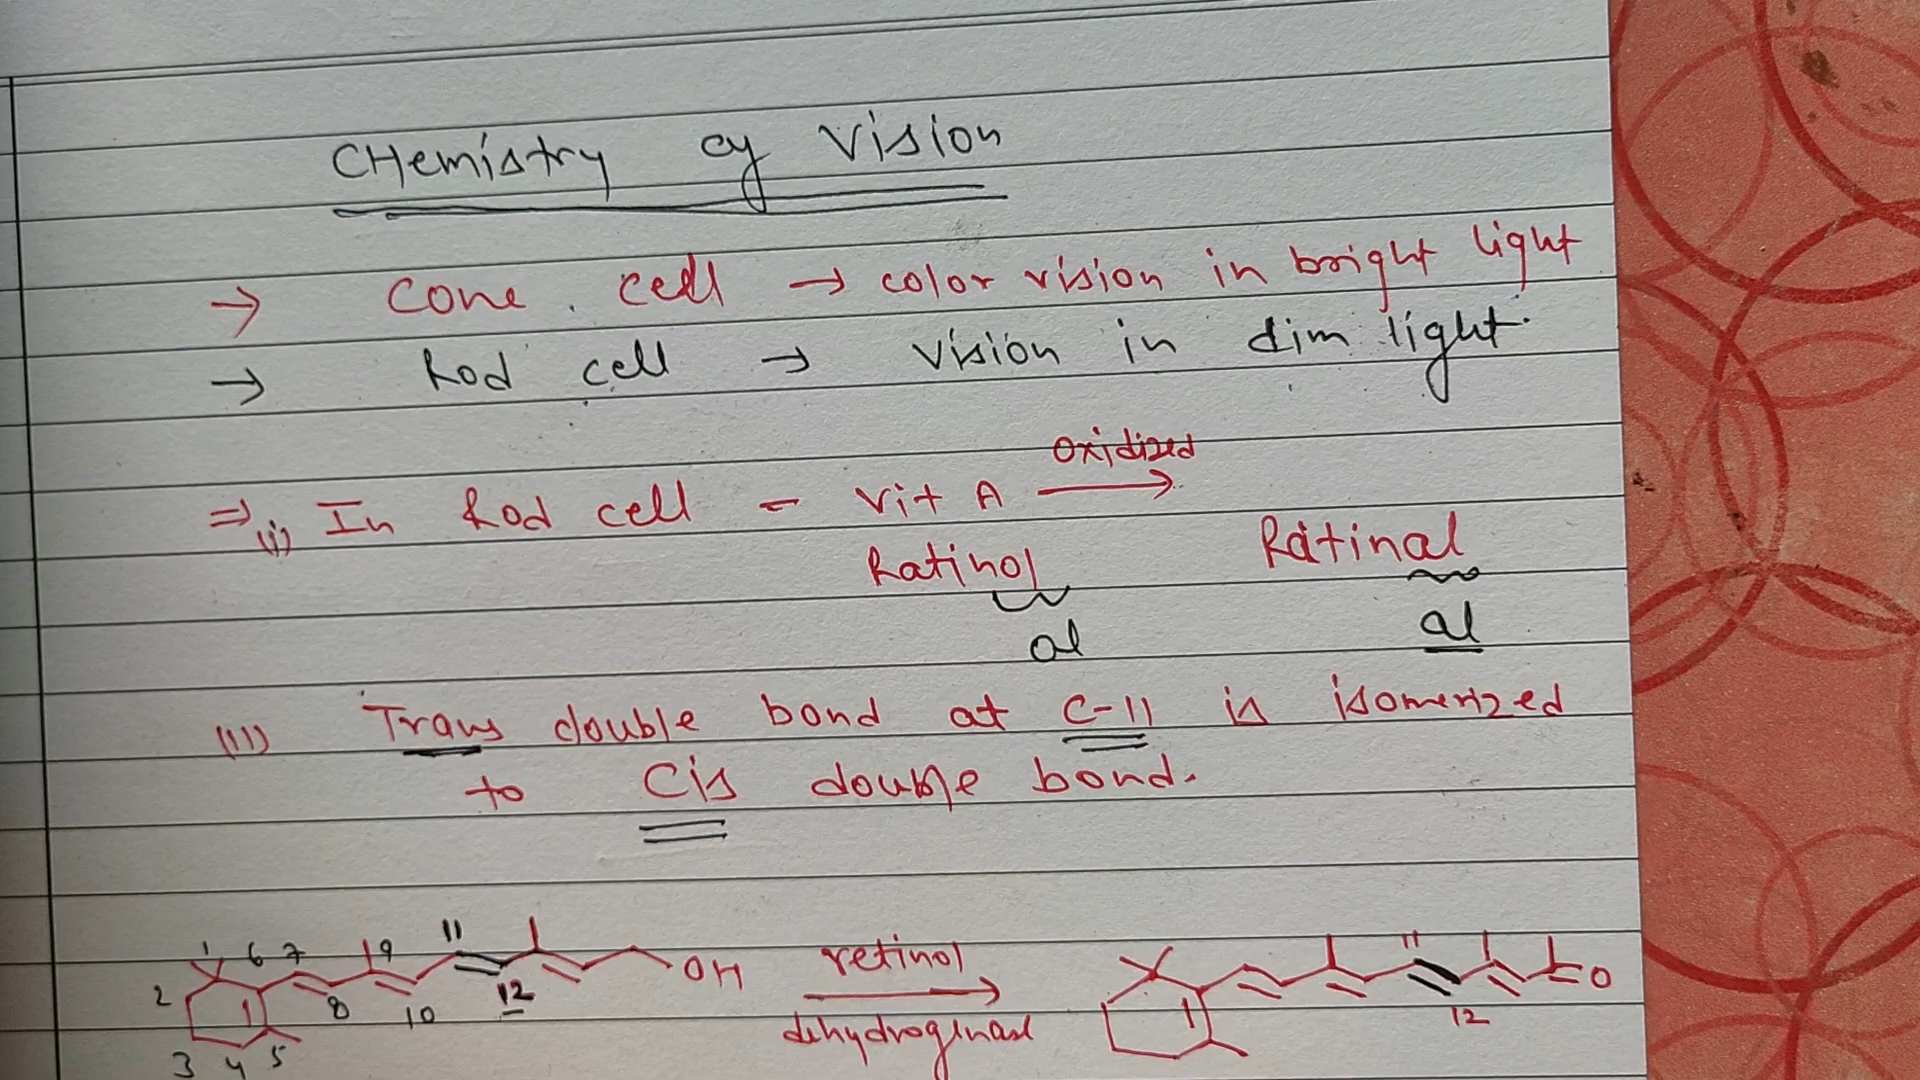 CHemistry of Vision
→ Cone cell → color vision in bright light
→ Rod cell → Vision in dim light.
oxidized
⇒ (i) In Rod cell - Vit A →
Ratinol Ratinal
ol al
(ii) Trans double bond at C-11 is isomerized
to Cis double bond.
1 6 7 9 11 OH retinol 11 O
2 8 10 12 → 12
3 4 5 dehydroginase